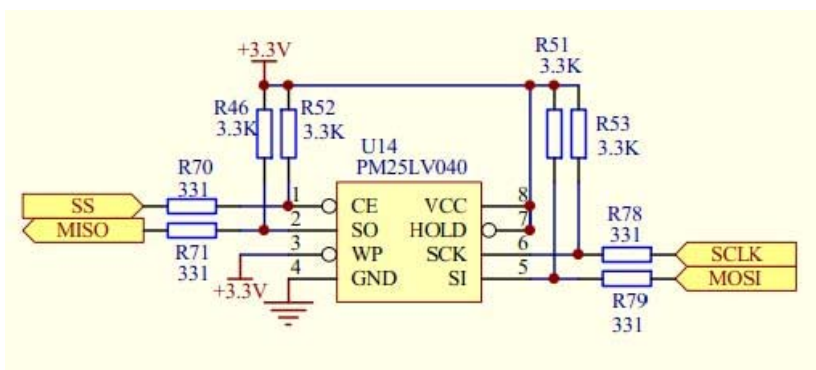 +3.3V
R51
3.3K
R46
3.3K
R52
3.3K
R53
3.3K
U14
PM25LV040
R70
331
SS
MISO
R71
331
1
2
3
4
CE
SO
WP
GND
VCC
HOLD
SCK
SI
8
7
6
5
R78
331
SCLK
MOSI
R79
331
+3.3V